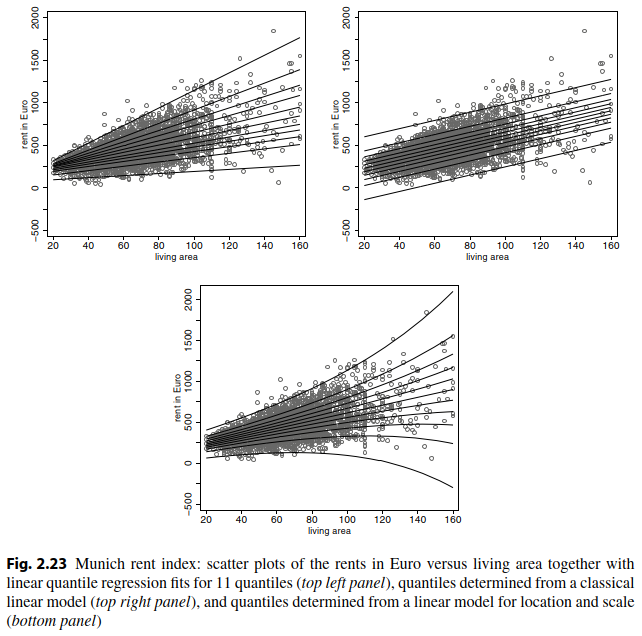 2000
1500
1000
500
0
−500
rent in Euro
20 40 60 80 100 120 140 160
living area
2000
1500
1000
500
0
−500
rent in Euro
20 40 60 80 100 120 140 160
living area
2000
1500
1000
500
0
−500
rent in Euro
20 40 60 80 100 120 140 160
living area
Fig. 2.23 Munich rent index: scatter plots of the rents in Euro versus living area together with
linear quantile regression fits for 11 quantiles (top left panel), quantiles determined from a classical
linear model (top right panel), and quantiles determined from a linear model for location and scale
(bottom panel)